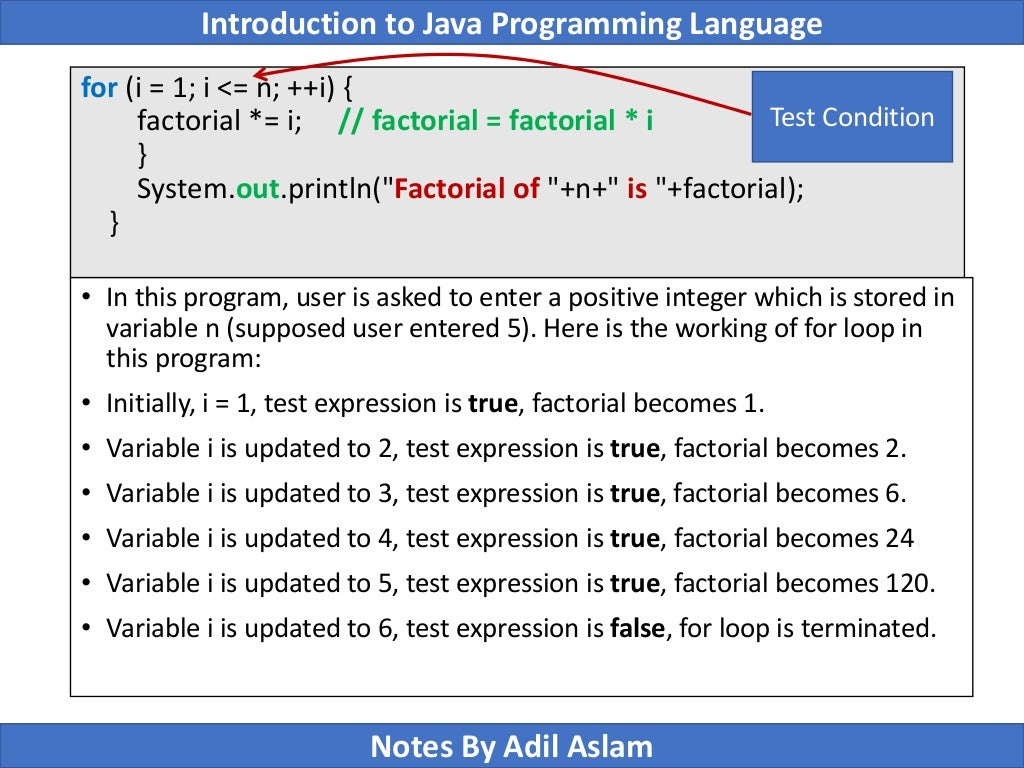 Introduction to Java Programming Language
for (i = 1; i <= n; ++i) {
factorial *= i;    // factorial = factorial * i
}
System.out.println("Factorial of "+n+" is "+factorial);
}
Test Condition
• In this program, user is asked to enter a positive integer which is stored in
variable n (supposed user entered 5). Here is the working of for loop in
this program:
• Initially, i = 1, test expression is true, factorial becomes 1.
• Variable i is updated to 2, test expression is true, factorial becomes 2.
• Variable i is updated to 3, test expression is true, factorial becomes 6.
• Variable i is updated to 4, test expression is true, factorial becomes 24
• Variable i is updated to 5, test expression is true, factorial becomes 120.
• Variable i is updated to 6, test expression is false, for loop is terminated.
Notes By Adil Aslam